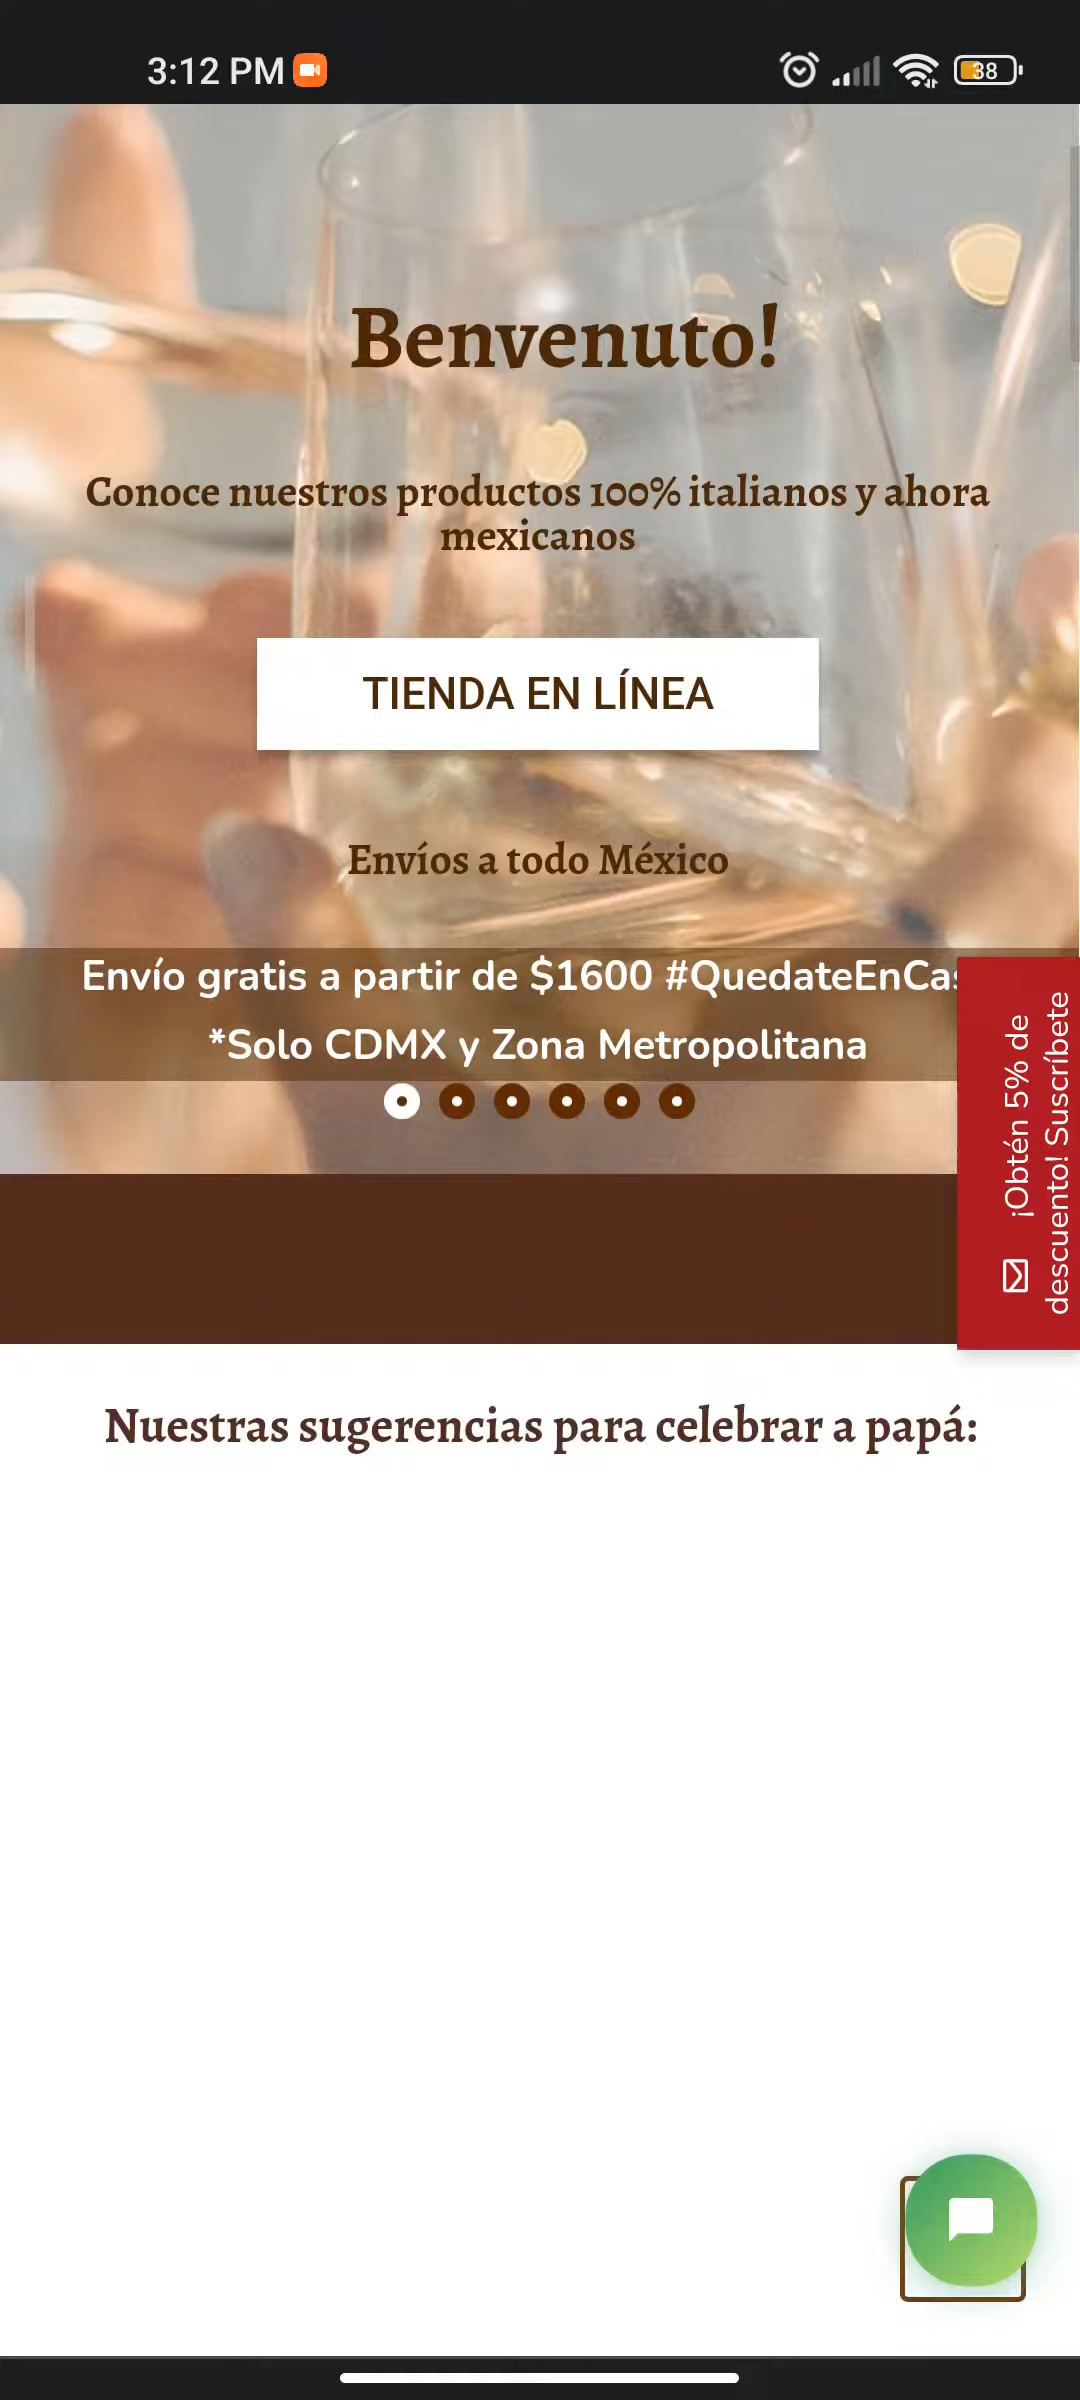 3:12 PM
38
Benvenuto!
Conoce nuestros productos 100% italianos y ahora
mexicanos
TIENDA EN LÍNEA
Envíos a todo México
Envío gratis a partir de $1600 #QuedateEnCas
*Solo CDMX y Zona Metropolitana
¡Obtén 5% de
descuento! Suscríbete
Nuestras sugerencias para celebrar a papá: